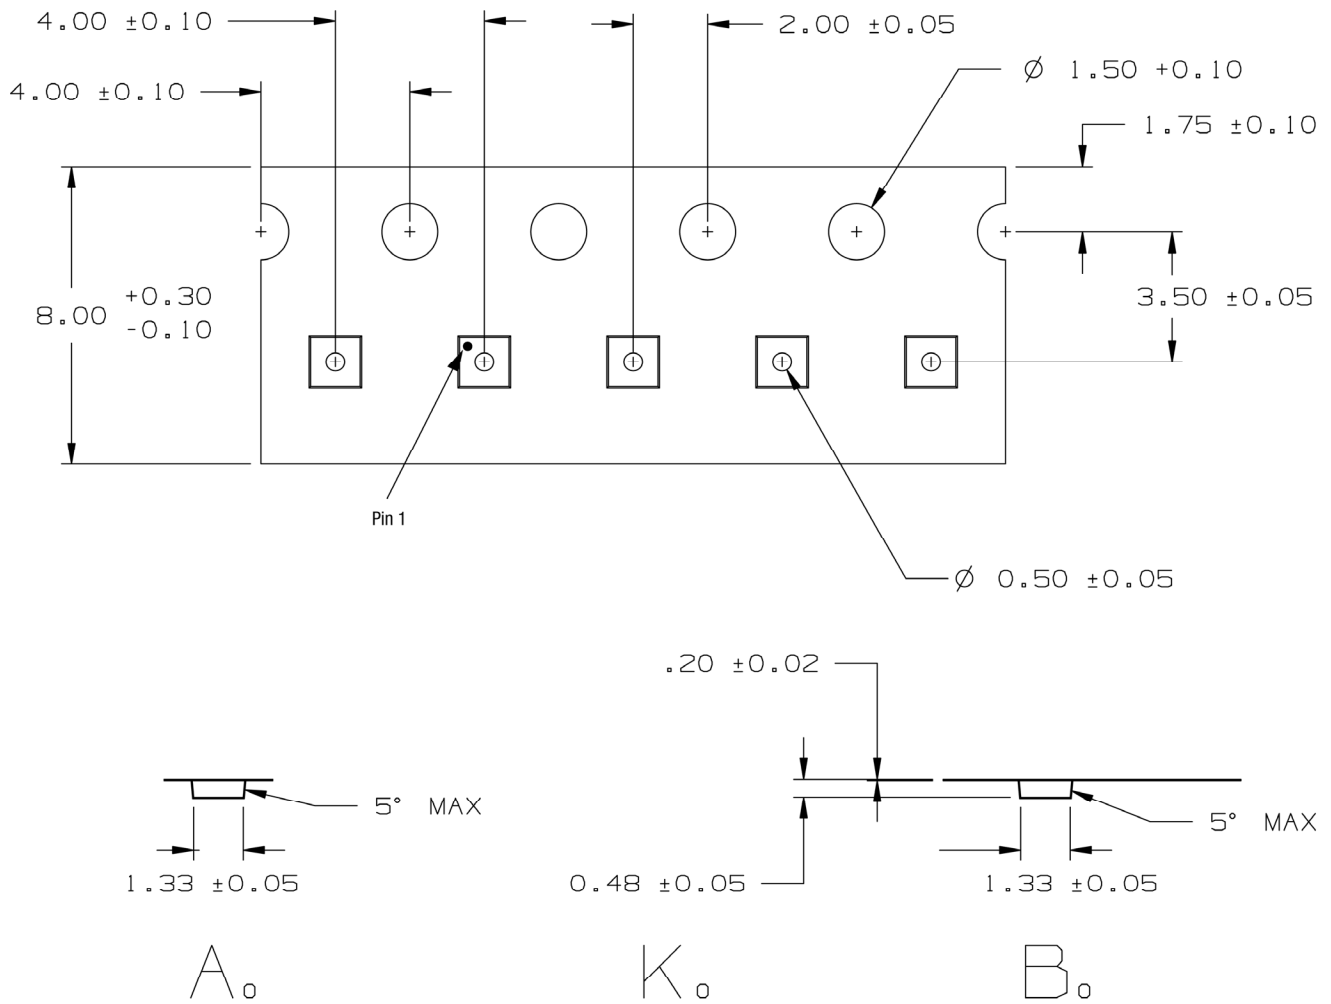 4.00 ±0.10
2.00 ±0.05
Ø 1.50 +0.10
4.00 ±0.10
1.75 ±0.10
8.00 +0.30
-0.10
3.50 ±0.05
Pin 1
Ø 0.50 ±0.05
.20 ±0.02
5° MAX
5° MAX
1.33 ±0.05
0.48 ±0.05
1.33 ±0.05
A₀
K₀
B₀